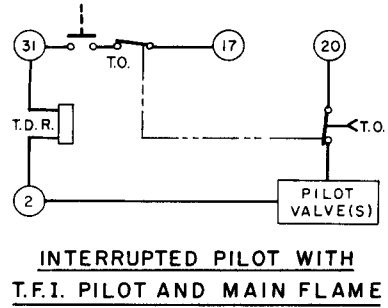 31
17
20
T.O.
T.D.R.
T.O.
2
PILOT
VALVE(S)
INTERRUPTED PILOT WITH
T.F.I. PILOT AND MAIN FLAME